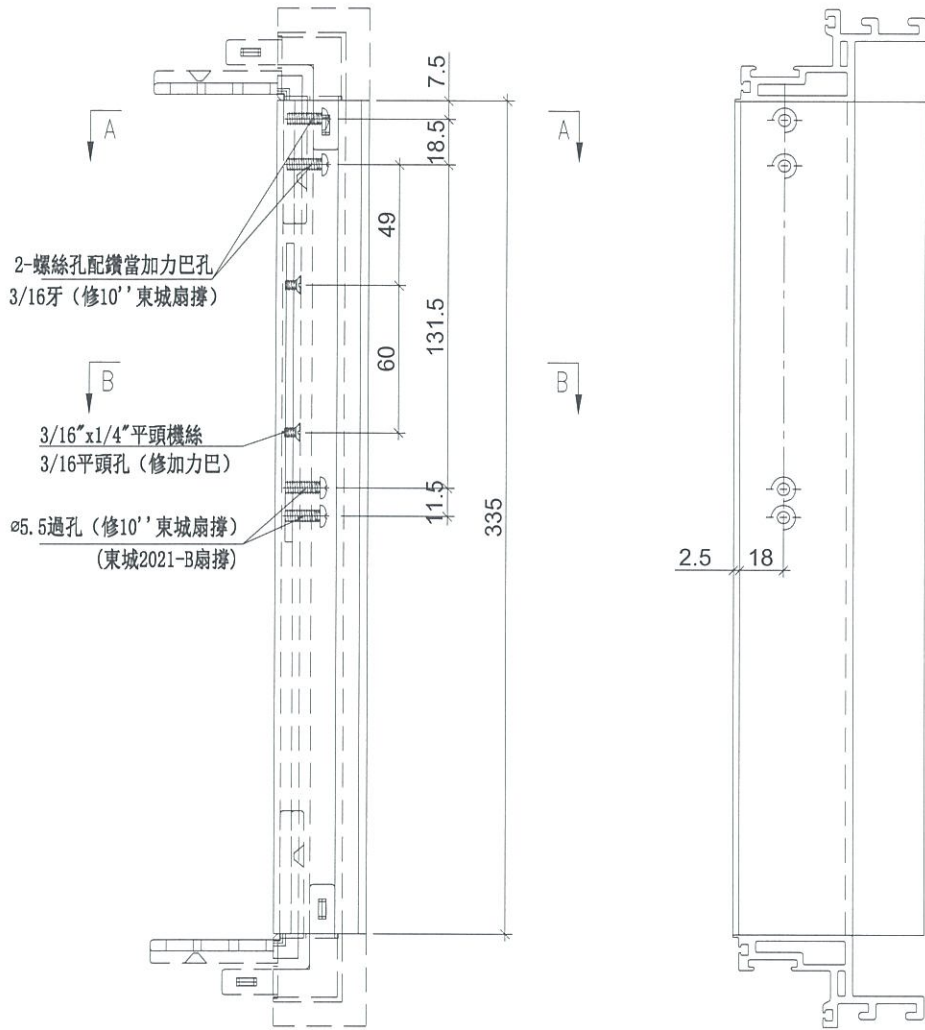 7.5
A
A
18.5
49
2-螺絲孔配鑽當加力巴孔
3/16牙（修10''東城扇撐）
131.5
60
B
B
3/16"x1/4"平頭機絲
3/16平頭孔（修加力巴）
11.5
335
ø5.5過孔（修10''東城扇撐）
(東城2021-B扇撐)
2.5
18